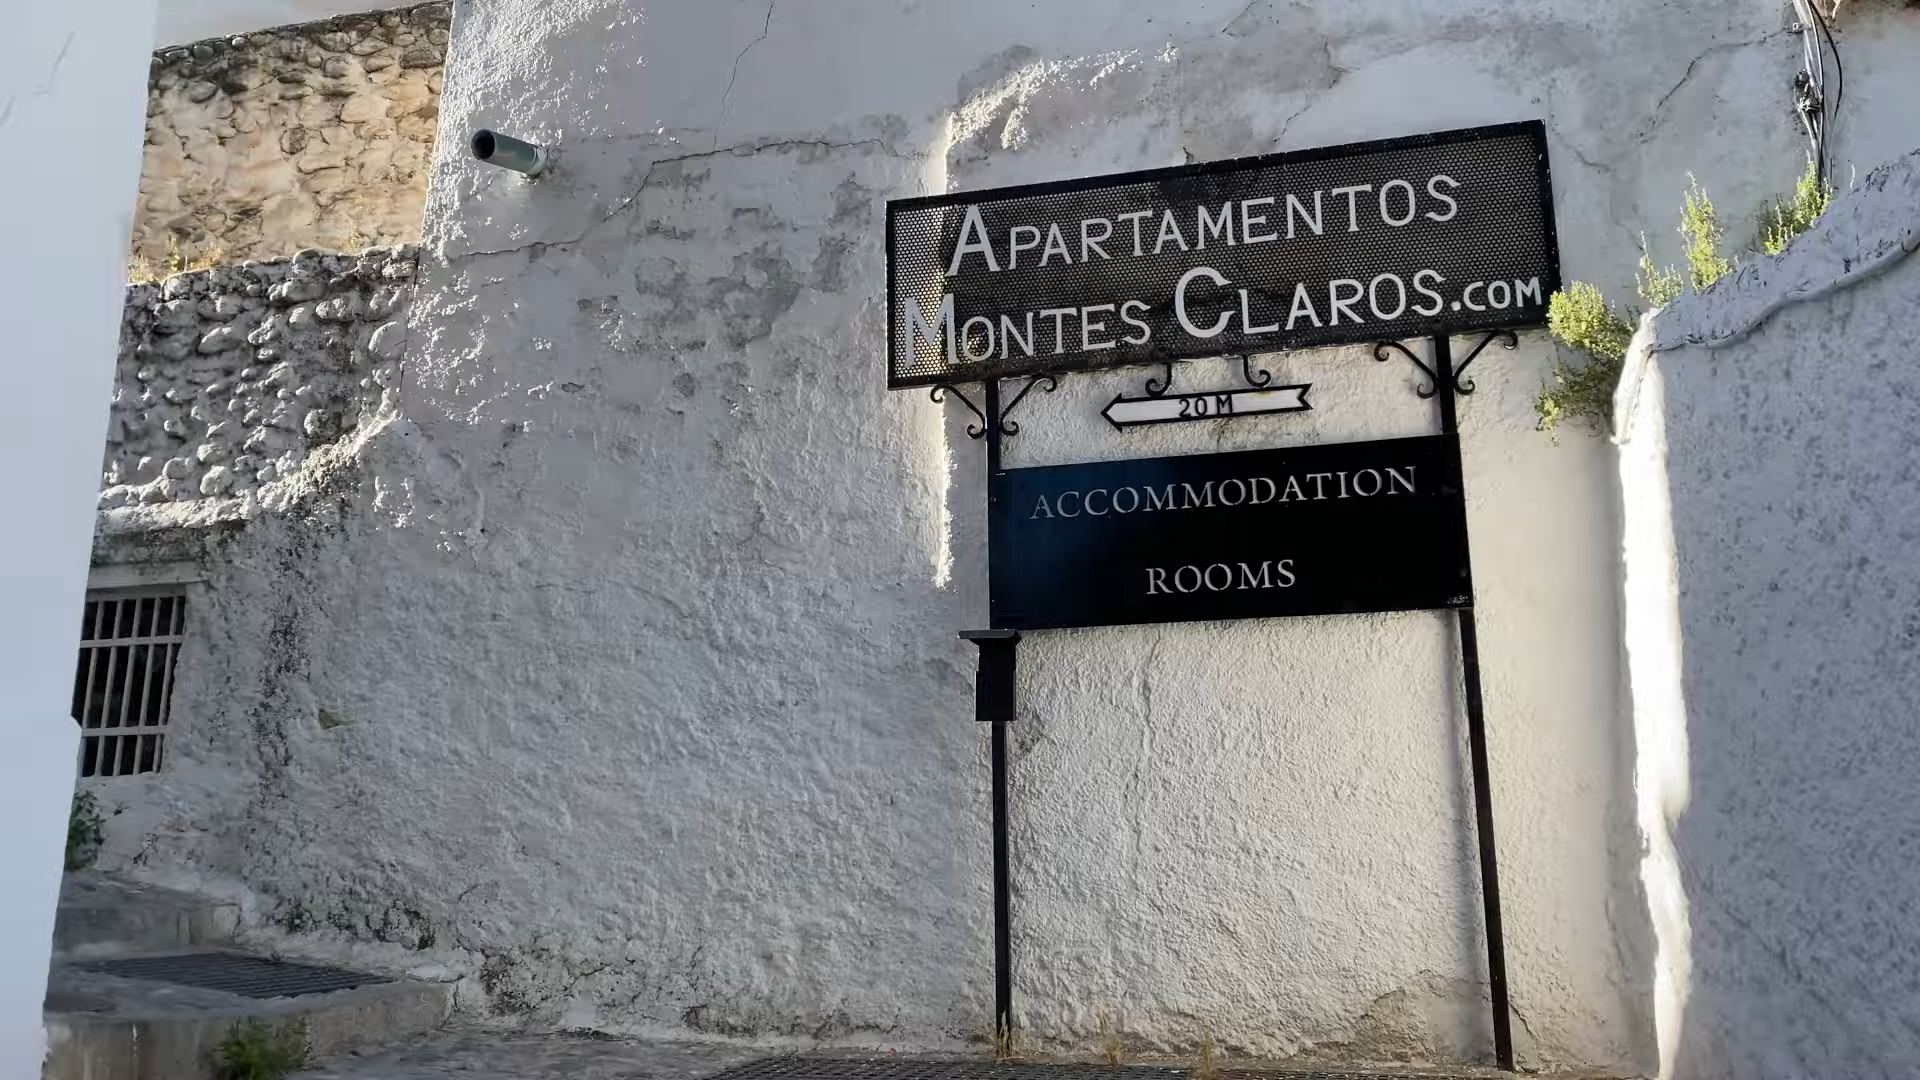 APARTAMENTOS
MONTES CLAROS.COM
20 M
ACCOMMODATION
ROOMS